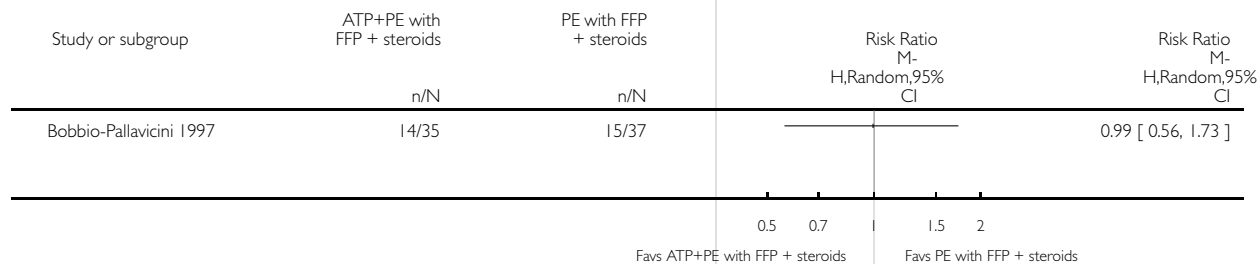 ATP+PE with PE with FFP
Study or subgroup FFP + steroids + steroids Risk Ratio Risk Ratio
M- M-
H,Random,95% H,Random,95%
n/N n/N CI CI
Bobbio-Pallavicini 1997 14/35 15/37 0.99 [ 0.56, 1.73 ]
0.5 0.7 1 1.5 2
Favs ATP+PE with FFP + steroids Favs PE with FFP + steroids